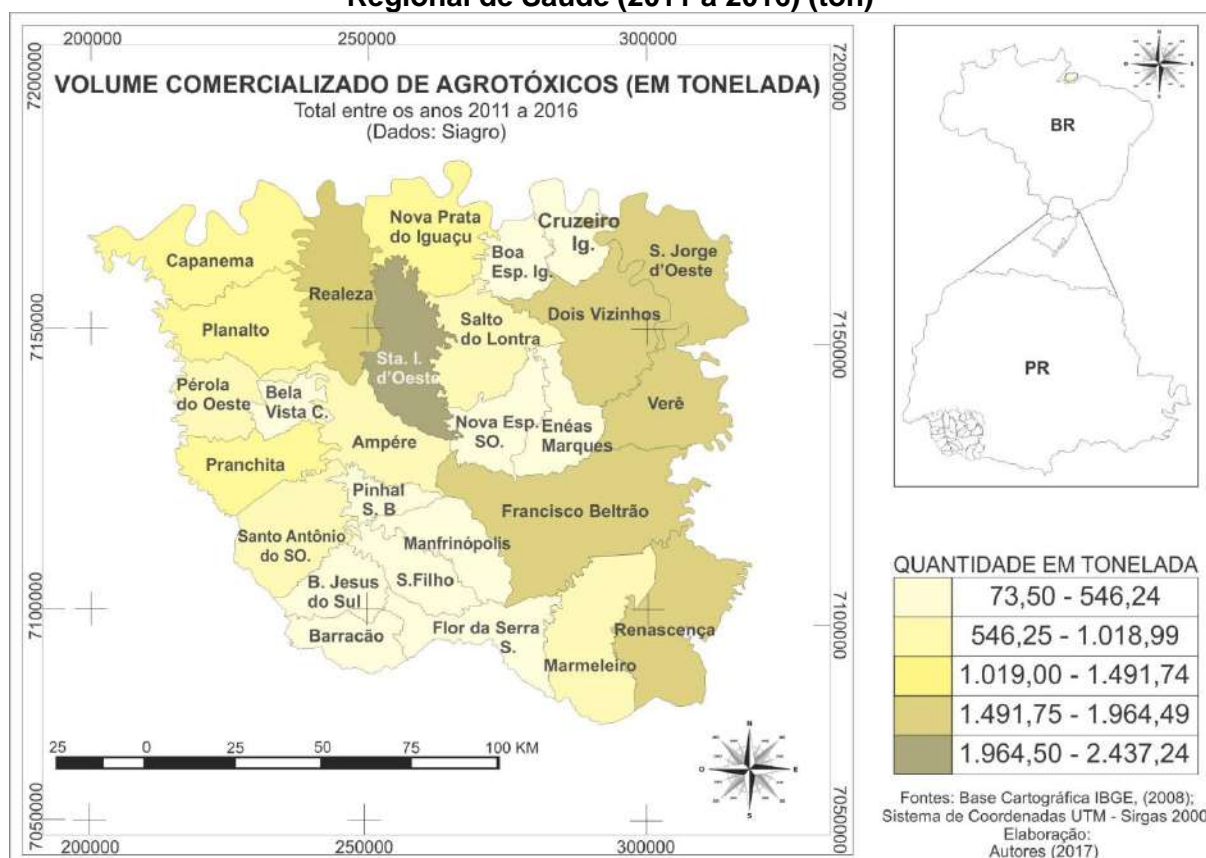 Regional de Saúde (2011 a 2016) (ton)
200000 250000 300000
7200000 7200000
VOLUME COMERCIALIZADO DE AGROTÓXICOS (EM TONELADA)
Total entre os anos 2011 a 2016
(Dados: Siagro)
BR
PR
Nova Prata
do Iguaçu
Cruzeiro
Ig.
Boa
Esp. Ig.
S. Jorge
d'Oeste
Capanema
Realeza
Dois Vizinhos
Salto
do Lontra
Planalto
7150000 7150000
Sta. I.
d'Oeste
Pérola
do Oeste
Bela
Vista C.
Verê
Nova Esp.
SO.
Enéas
Marques
Ampére
Pranchita
Pinhal
S. B
Francisco Beltrão
Santo Antônio
do SO.
Manfrinópolis
B. Jesus
do Sul
S.Filho
7100000 7100000
Barracão
Flor da Serra
S.
Renascença
Marmeleiro
25 0 25 50 75 100 KM
N
O E
S
7050000 7050000
200000 250000 300000
QUANTIDADE EM TONELADA
73,50 - 546,24
546,25 - 1.018,99
1.019,00 - 1.491,74
1.491,75 - 1.964,49
1.964,50 - 2.437,24
Fontes: Base Cartográfica IBGE, (2008);
Sistema de Coordenadas UTM - Sirgas 2000
Elaboração:
Autores (2017)